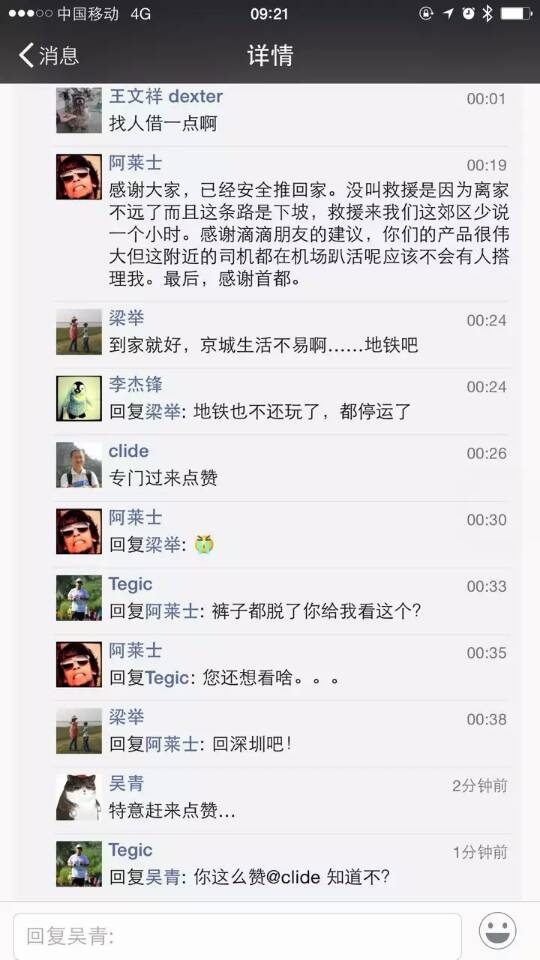 中国移动 4G 09:21
消息 详情
王文祥 dexter 00:01
找人借一点啊
阿莱士 00:19
感谢大家，已经安全推回家。没叫救援是因为离家
不远了而且这条路是下坡，救援来我们这郊区少说
一个小时。感谢滴滴朋友的建议，你们的产品很伟
大但这附近的司机都在机场趴活呢应该不会有人搭
理我。最后，感谢首都。
梁举 00:24
到家就好，京城生活不易啊……地铁吧
李杰锋 00:24
回复梁举: 地铁也不还玩了，都停运了
clide 00:26
专门过来点赞
阿莱士 00:30
回复梁举: 😭
Tegic 00:33
回复阿莱士: 裤子都脱了你给我看这个?
阿莱士 00:35
回复Tegic: 您还想看啥。。。
梁举 00:38
回复阿莱士: 回深圳吧!
吴青 2分钟前
特意赶来点赞...
Tegic 1分钟前
回复吴青: 你这么赞@clide 知道不?
回复吴青: